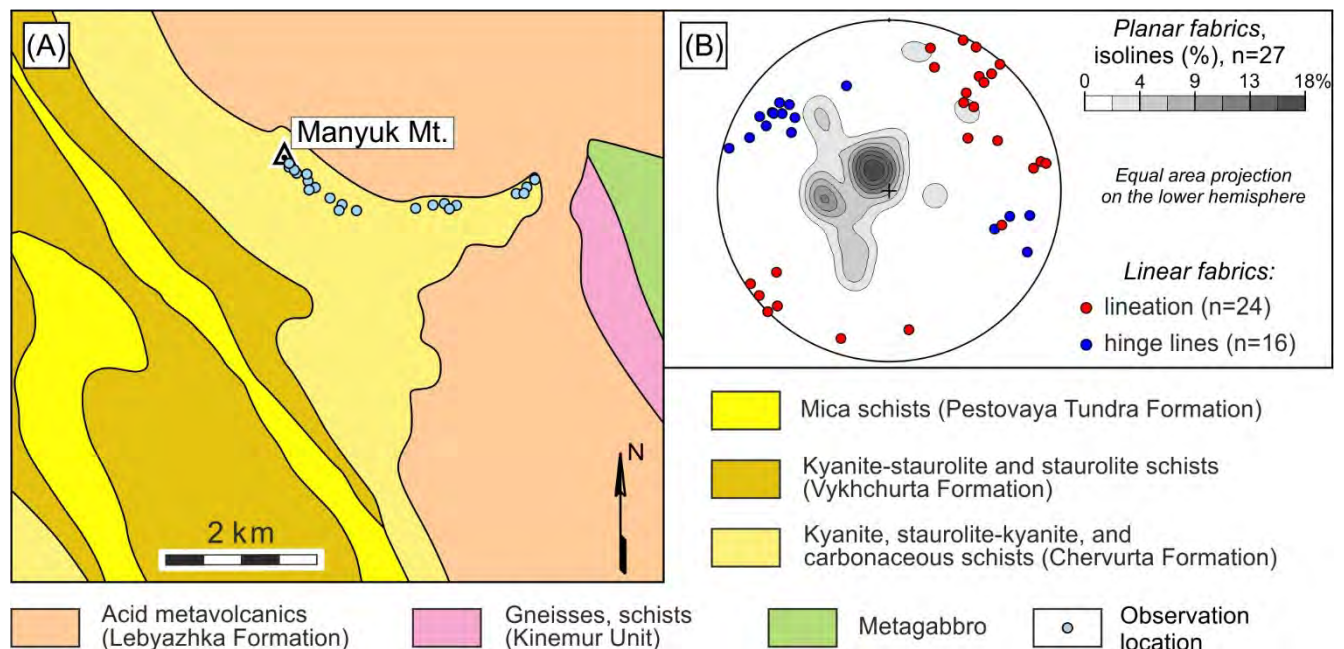 (A)
Manyuk Mt.
N
2 km
(B)
Planar fabrics,
isolines (%), n=27
0 4 9 13 18%
Equal area projection
on the lower hemisphere
Linear fabrics:
lineation (n=24)
hinge lines (n=16)
Mica schists (Pestovaya Tundra Formation)
Kyanite-staurolite and staurolite schists
(Vykhchurta Formation)
Kyanite, staurolite-kyanite, and
carbonaceous schists (Chervurta Formation)
Acid metavolcanics
(Lebyazhka Formation)
Gneisses, schists
(Kinemur Unit)
Metagabbro
Observation
location